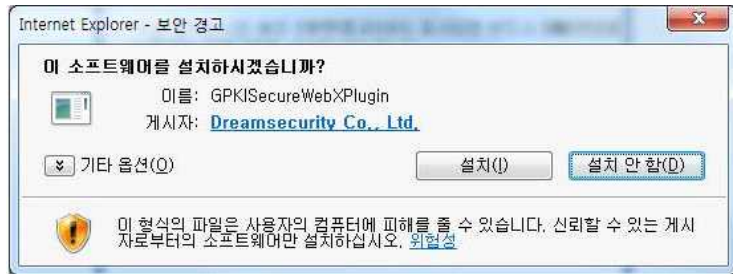 Internet Explorer - 보안 경고
이 소프트웨어를 설치하시겠습니까?
이름: GPKISecureWebXPlugin
게시자: Dreamsecurity Co., Ltd.
기타 옵션(O)
설치(I)
설치 안 함(D)
이 형식의 파일은 사용자의 컴퓨터에 피해를 줄 수 있습니다. 신뢰할 수 있는 게시
자로부터의 소프트웨어만 설치하십시오. 위험성